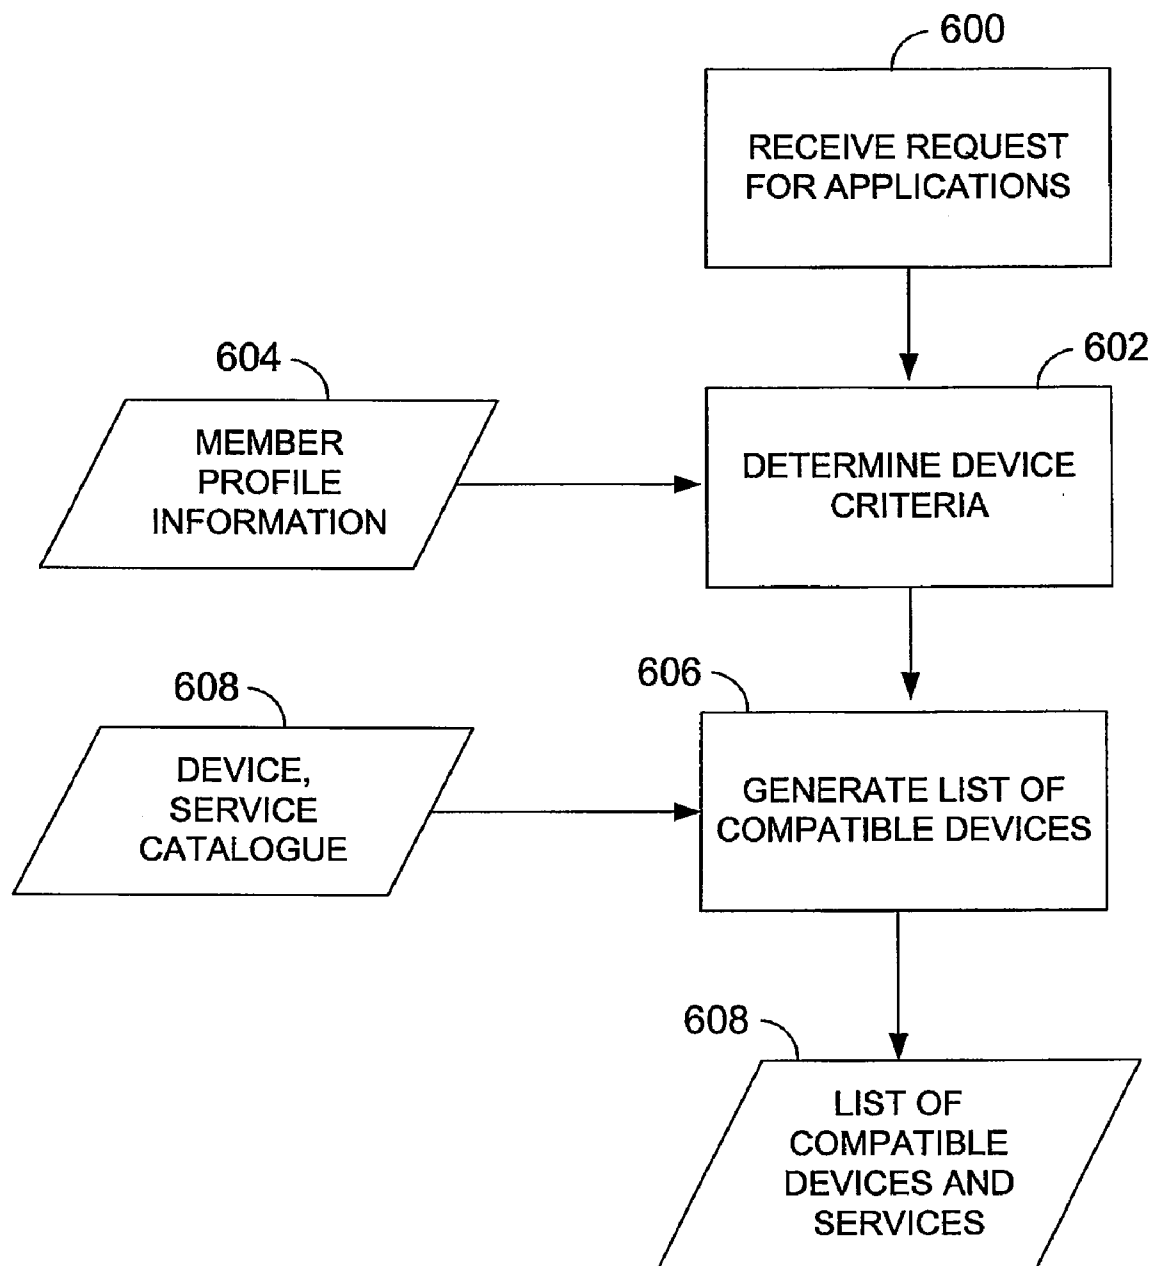 600
RECEIVE REQUEST
FOR APPLICATIONS
602
DETERMINE DEVICE
CRITERIA
604
MEMBER
PROFILE
INFORMATION
606
GENERATE LIST OF
COMPATIBLE DEVICES
608
DEVICE,
SERVICE
CATALOGUE
608
LIST OF
COMPATIBLE
DEVICES AND
SERVICES